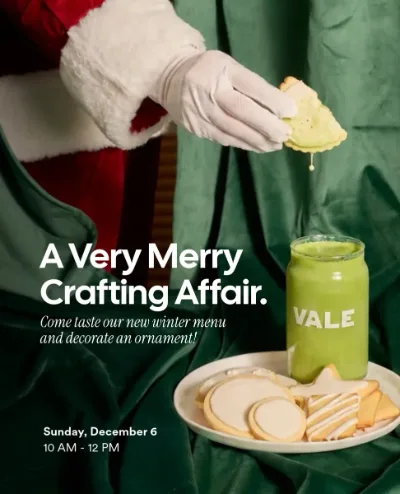 A Very Merry
Crafting Affair.
Come taste our new winter menu
and decorate an ornament!
VALE
Sunday, December 6
10 AM - 12 PM